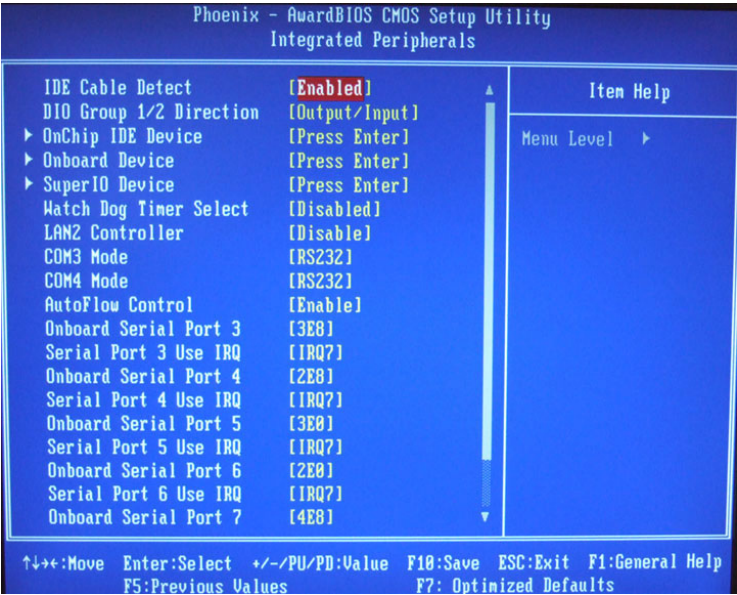 Phoenix - AwardBIOS CMOS Setup Utility
Integrated Peripherals
IDE Cable Detect [Enabled]
DIO Group 1/2 Direction [Output/Input]
OnChip IDE Device [Press Enter]
Onboard Device [Press Enter]
SuperIO Device [Press Enter]
Watch Dog Timer Select [Disabled]
LAN2 Controller [Disable]
COM3 Mode [RS232]
COM4 Mode [RS232]
AutoFlow Control [Enable]
Onboard Serial Port 3 [3E8]
Serial Port 3 Use IRQ [IRQ7]
Onboard Serial Port 4 [2E8]
Serial Port 4 Use IRQ [IRQ7]
Onboard Serial Port 5 [3E0]
Serial Port 5 Use IRQ [IRQ7]
Onboard Serial Port 6 [2E0]
Serial Port 6 Use IRQ [IRQ7]
Onboard Serial Port 7 [4E8]
Item Help
Menu Level
↑↓→←:Move Enter:Select +/-/PU/PD:Value F10:Save ESC:Exit F1:General Help
F5:Previous Values F7: Optimized Defaults